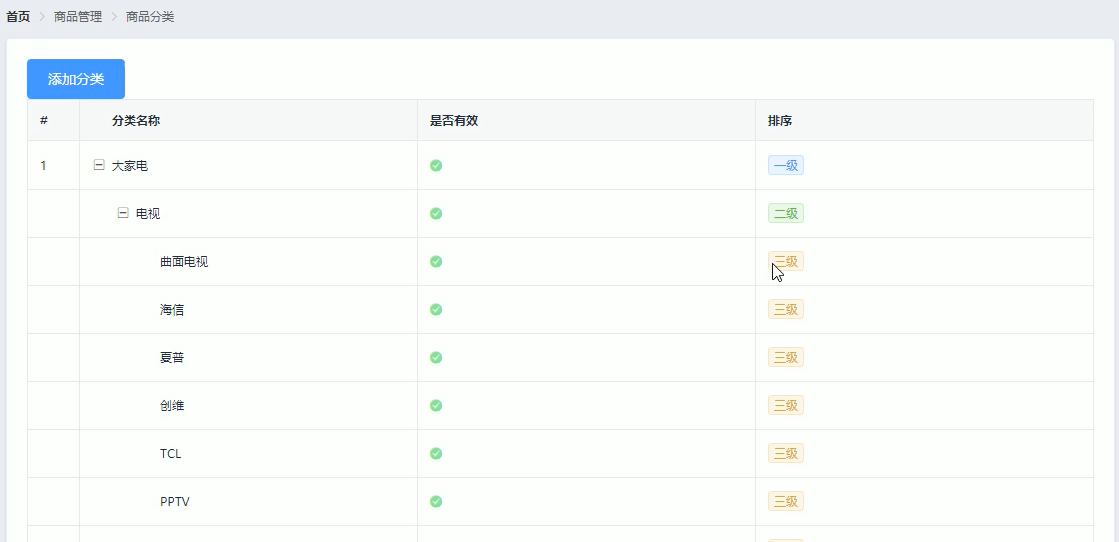 首页 > 商品管理 > 商品分类
添加分类
# 分类名称 是否有效 排序
1 大家电 一级
电视 二级
曲面电视 三级
海信 三级
夏普 三级
创维 三级
TCL 三级
PPTV 三级